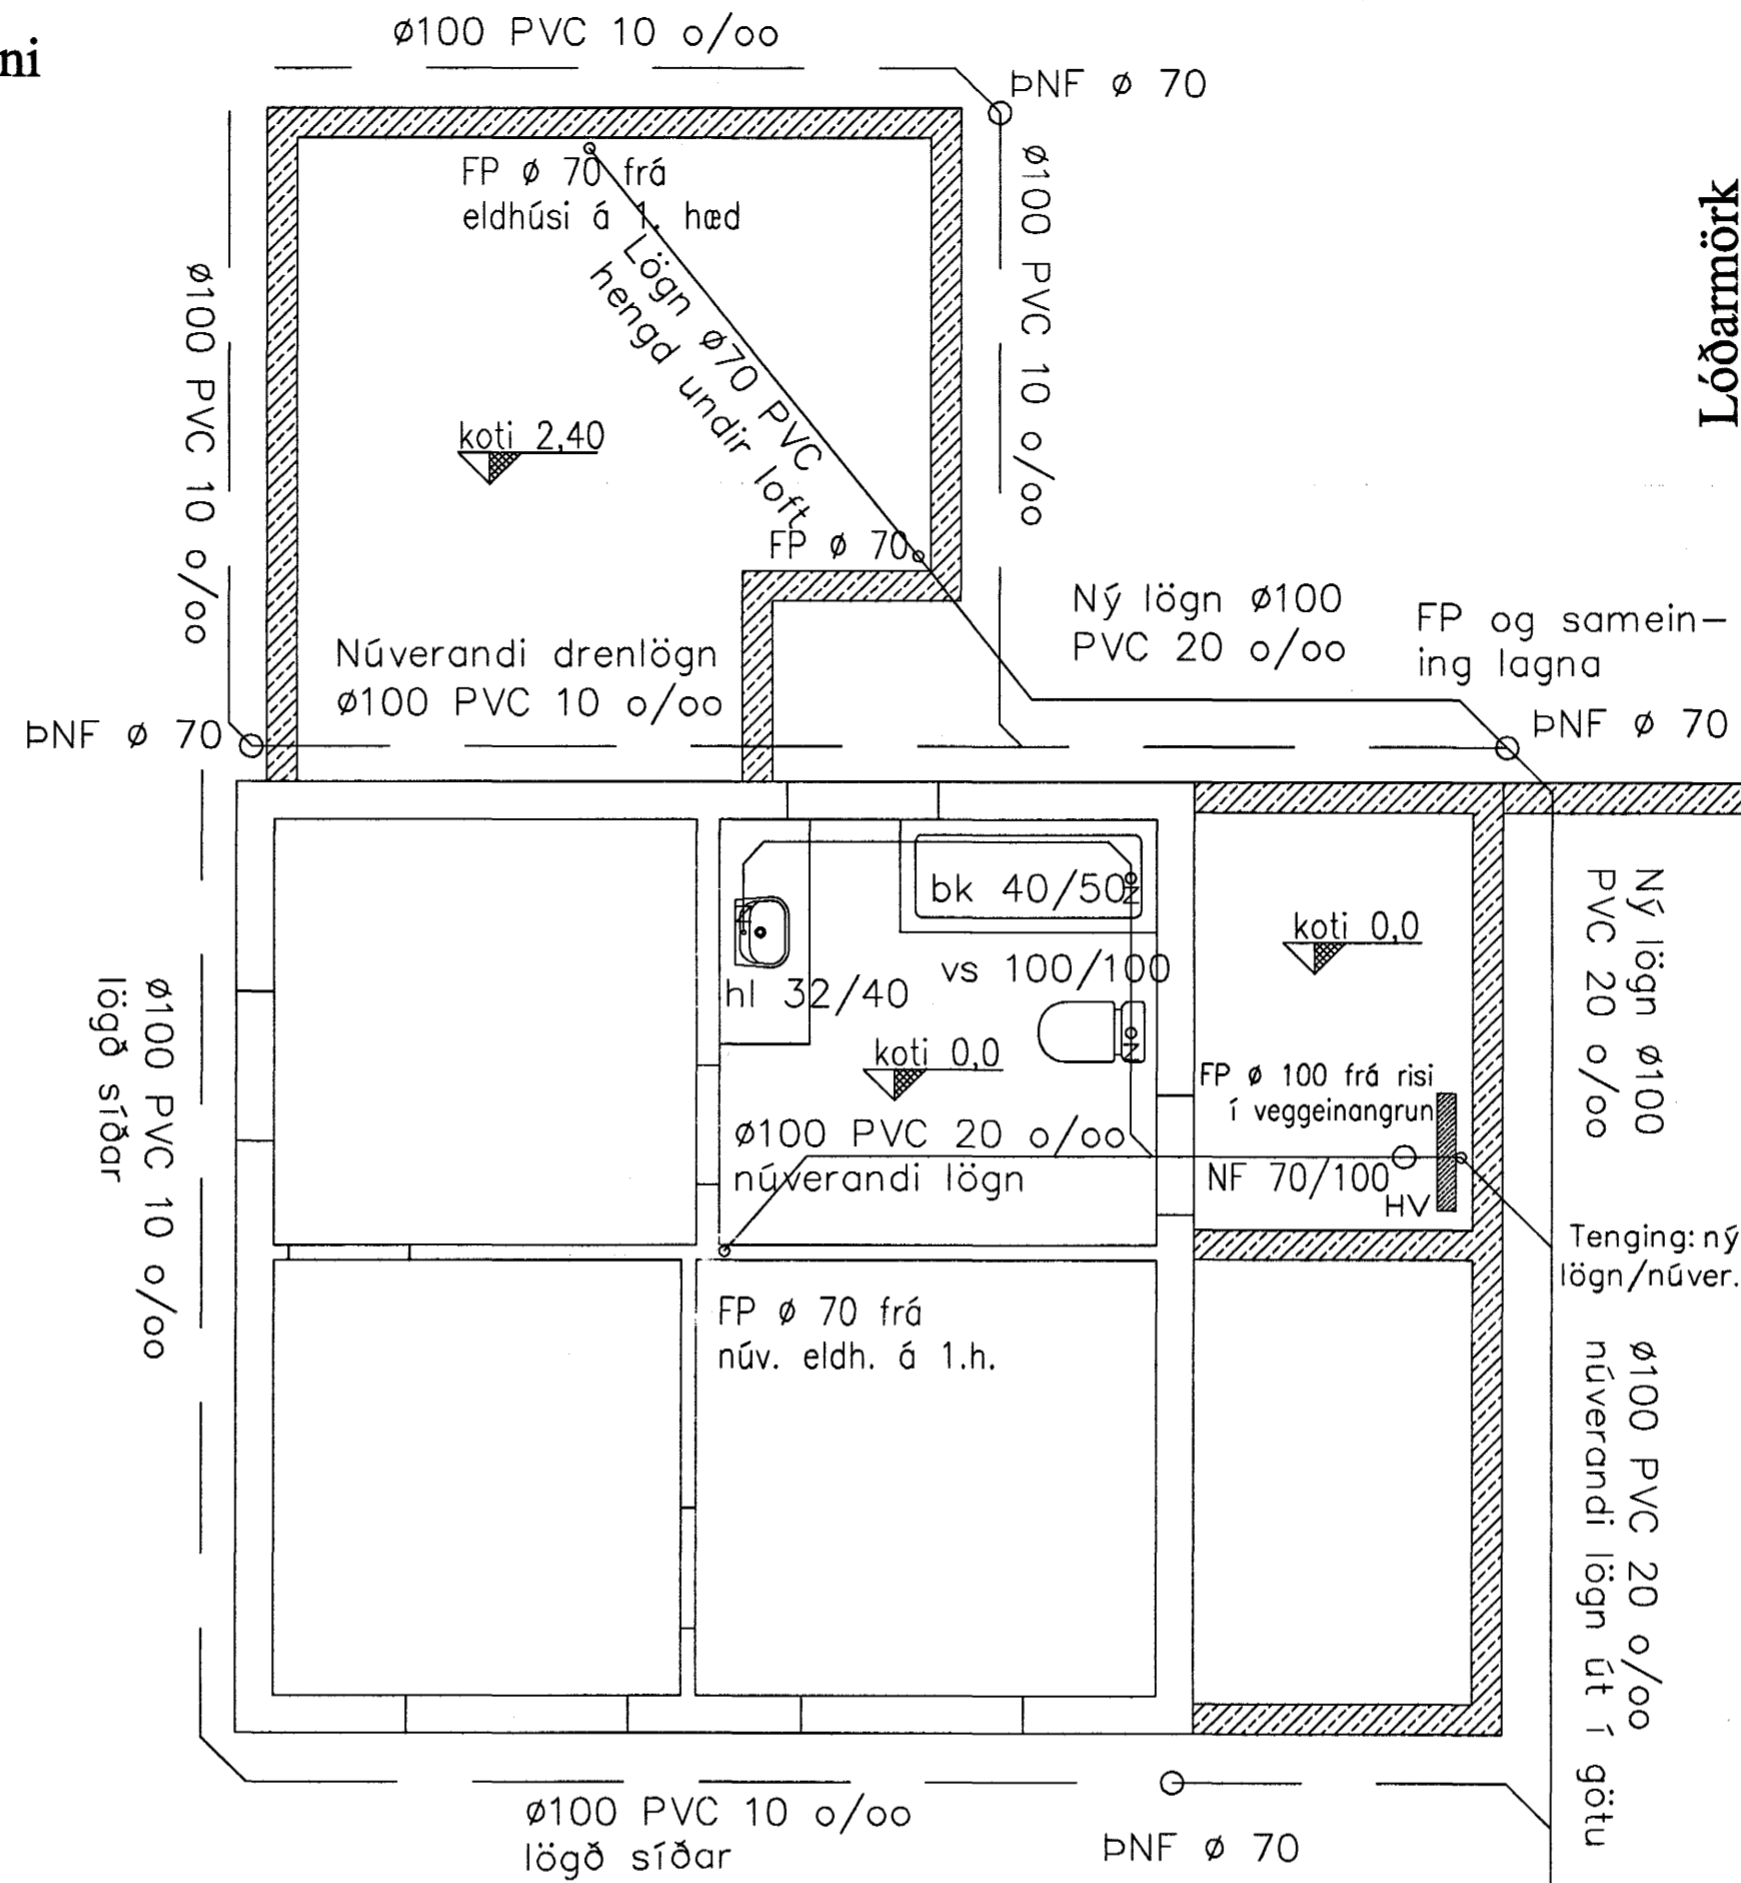 ni
ø100 PVC 10 o/oo
ÞNF ø 70
FP ø 70 frá
eldhúsi á 1. hæd
ø100 PVC 10 o/oo
Lóðarmörk
Lögn ø70 PVC
hengd undir loft
ø100 PVC 10 o/oo
koti 2,40
FP ø 70
Ný lögn ø100
PVC 20 o/oo
FP og samein-
ing lagna
Núverandi drenlögn
ø100 PVC 10 o/oo
ÞNF ø 70
ÞNF ø 70
bk 40/50
koti 0,0
Ný lögn ø100
PVC 20 o/oo
hl 32/40
vs 100/100
koti 0,0
ø100 PVC 10 o/oo
lögð síðar
FP ø 100 frá risi
í veggeinangrun
ø100 PVC 20 o/oo
núverandi lögn
NF 70/100
HV
Tenging: ný
lögn/núver.
FP ø 70 frá
núv. eldh. á 1.h.
ø100 PVC 20 o/oo
núverandi lögn út í götu
ø100 PVC 10 o/oo
lögð síðar
ÞNF ø 70